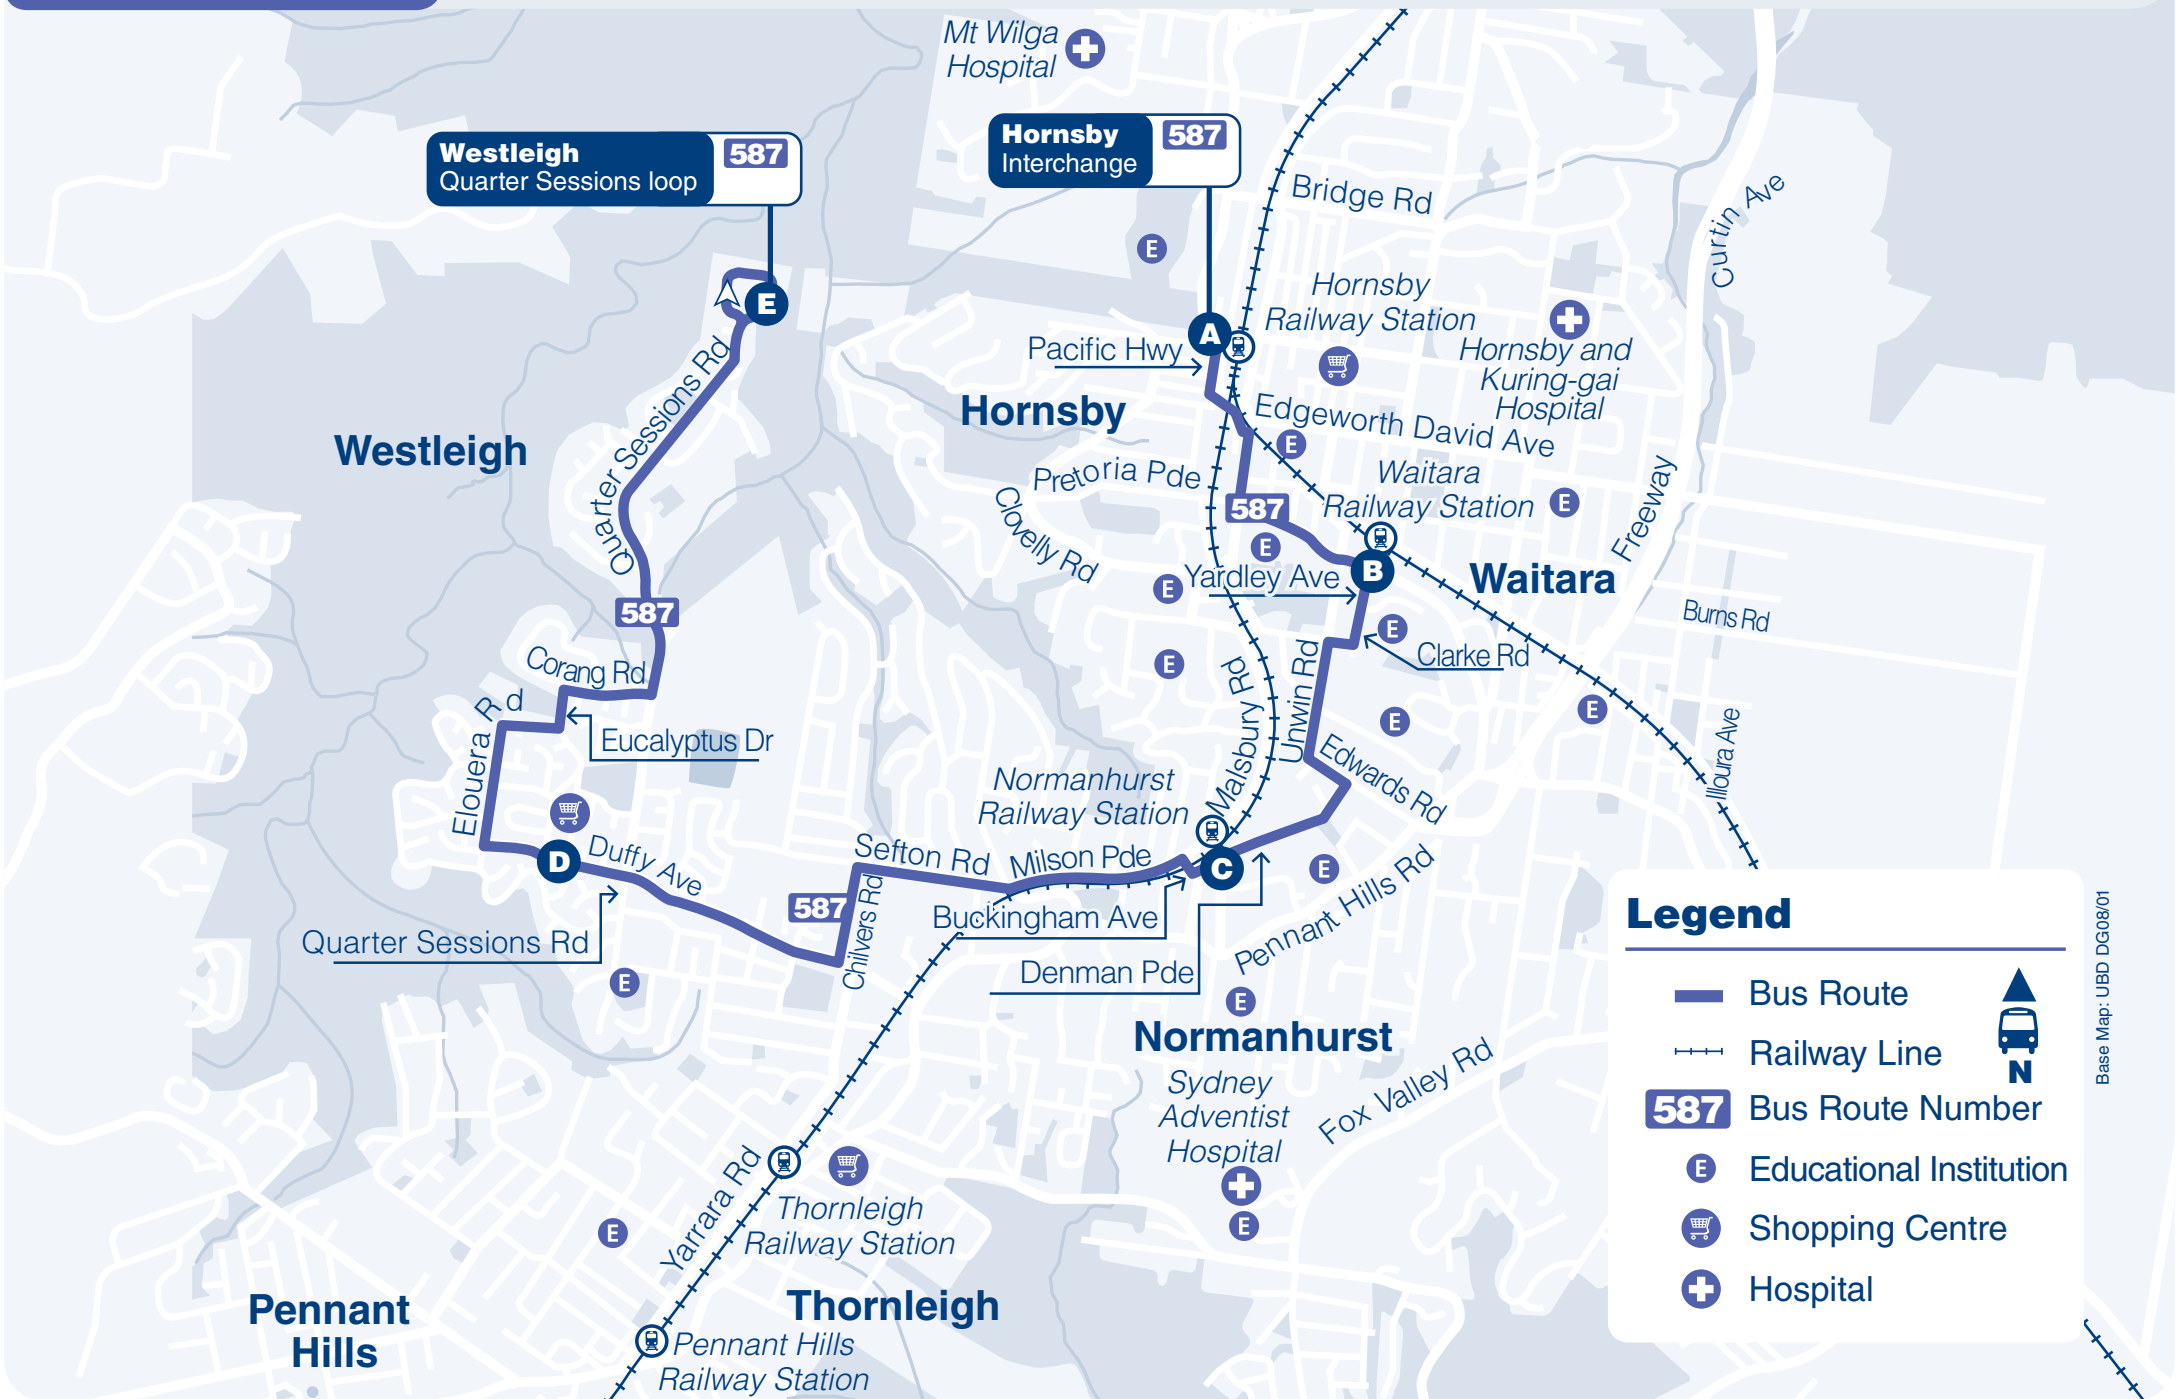 Mt Wilga
Hospital
Westleigh
Quarter Sessions loop
587
Hornsby
Interchange
587
Bridge Rd
Curtin Ave
E
E
Hornsby
Railway Station
A
Pacific Hwy
Hornsby and
Kuring-gai
Hospital
Quarter Sessions Rd
Hornsby
Edgeworth David Ave
E
Westleigh
Pretoria Pde
Waitara
Railway Station
E
Freeway
587
Clovelly Rd
E
E
Yardley Ave
B
Waitara
587
Burns Rd
E
Clarke Rd
Corang Rd
E
Malsbury Rd
Unwin Rd
Elouera Rd
Eucalyptus Dr
E
E
Illoura Ave
Edwards Rd
Normanhurst
Railway Station
D
Duffy Ave
Sefton Rd
Milson Pde
C
E
Pennant Hills Rd
587
Chilvers Rd
Buckingham Ave
Quarter Sessions Rd
Denman Pde
E
E
Normanhurst
Sydney
Adventist
Hospital
Fox Valley Rd
E
Yarrara Rd
Thornleigh
Railway Station
E
Thornleigh
Pennant
Hills
Pennant Hills
Railway Station
Legend
Bus Route
Railway Line
N
587
Bus Route Number
E
Educational Institution
Shopping Centre
Hospital
Base Map: UBD DG08/01